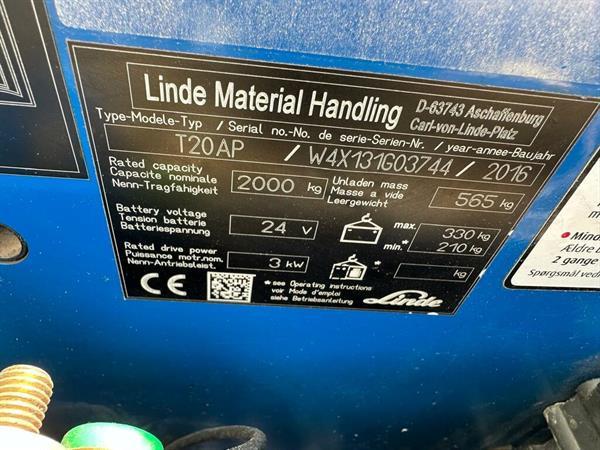 Linde Material Handling
D-63743 Aschaffenburg
Carl-von-Linde-Platz
Type-Modele-Typ / Serial no.-No. de serie-Serien-Nr. / year-annee-Baujahr
T20AP / W4X131G03744 / 2016
Rated capacity
Capacite nominale
Nenn-Tragfähigkeit
2000 kg
Unladen mass
Masse a vide
Leergewicht
565 kg
Battery voltage
Tension batterie
Batteriespannung
24 V
max. 330 kg
min.* 210 kg
Rated drive power
Puissance motr.nom.
Nenn-Antriebsleist.
3 kW
kg
CE
*see Operating instructions
voir Mode d'emploi
siehe Betriebsanleitung
Linde
Mind
Ældre b
2 gange
Spørgsmål ved